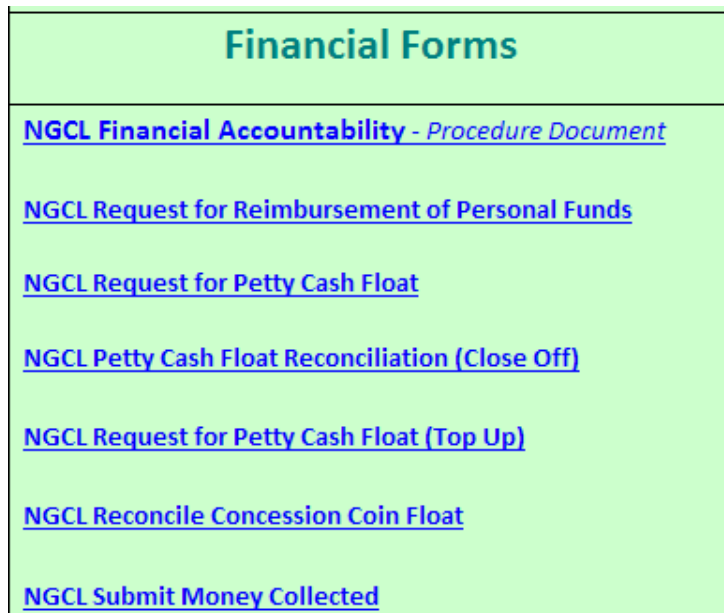 Financial Forms
NGCL Financial Accountability - Procedure Document
NGCL Request for Reimbursement of Personal Funds
NGCL Request for Petty Cash Float
NGCL Petty Cash Float Reconciliation (Close Off)
NGCL Request for Petty Cash Float (Top Up)
NGCL Reconcile Concession Coin Float
NGCL Submit Money Collected